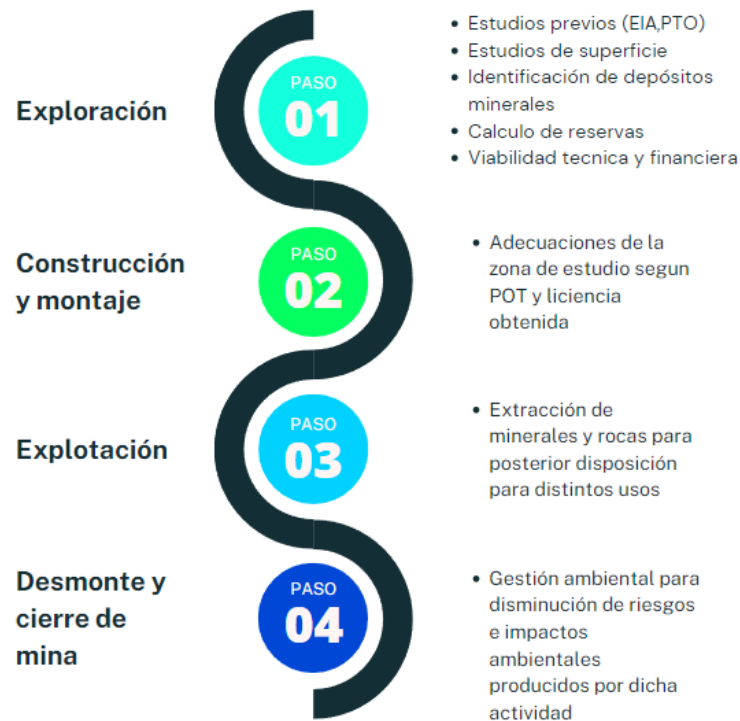 Exploración
PASO
01
• Estudios previos (EIA,PTO)
• Estudios de superficie
• Identificación de depósitos
minerales
• Calculo de reservas
• Viabilidad tecnica y financiera
Construcción
y montaje
PASO
02
• Adecuaciones de la
zona de estudio segun
POT y liciencia
obtenida
Explotación
PASO
03
• Extracción de
minerales y rocas para
posterior disposición
para distintos usos
Desmonte y
cierre de
mina
PASO
04
• Gestión ambiental para
disminución de riesgos
e impactos
ambientales
producidos por dicha
actividad